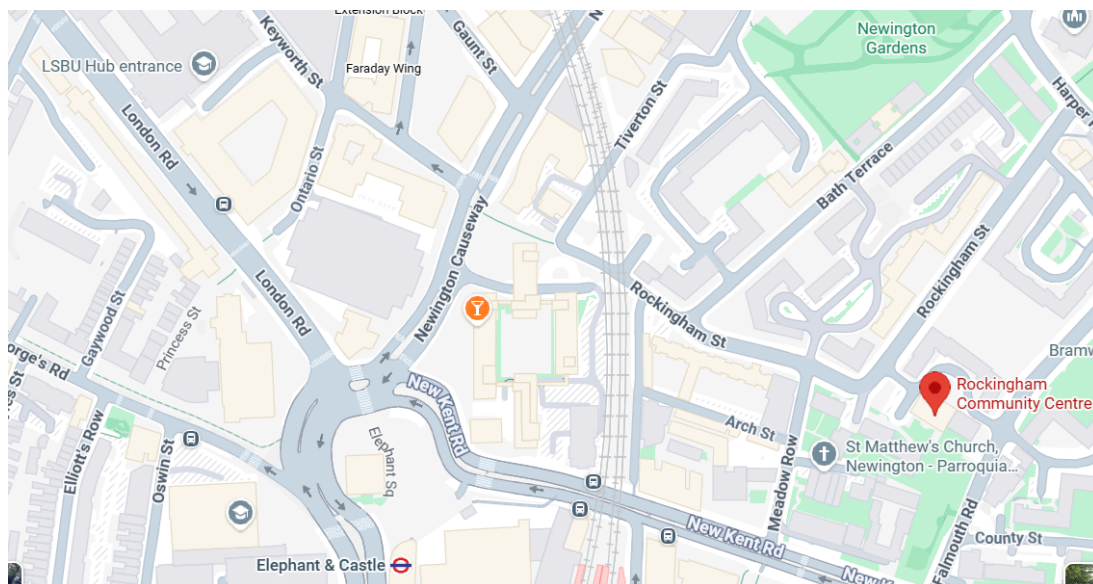 Extension Block
Newington
Gardens
LSBU Hub entrance
Keyworth St
Gaunt St
Faraday Wing
London Rd
Ontario St
Tiverton St
Bath Terrace
Harper
Newington Causeway
Rockingham St
Rockingham St
London Rd
Gaywood St
Princess St
orge's Rd
New Kent Rd
Elephant Sq
Elliott's Row
Oswin St
Arch St
Meadow Row
Bramw
Rockingham
Community Centre
St Matthew's Church,
Newington - Parroquia...
New Kent Rd
County St
almouth Rd
Elephant & Castle